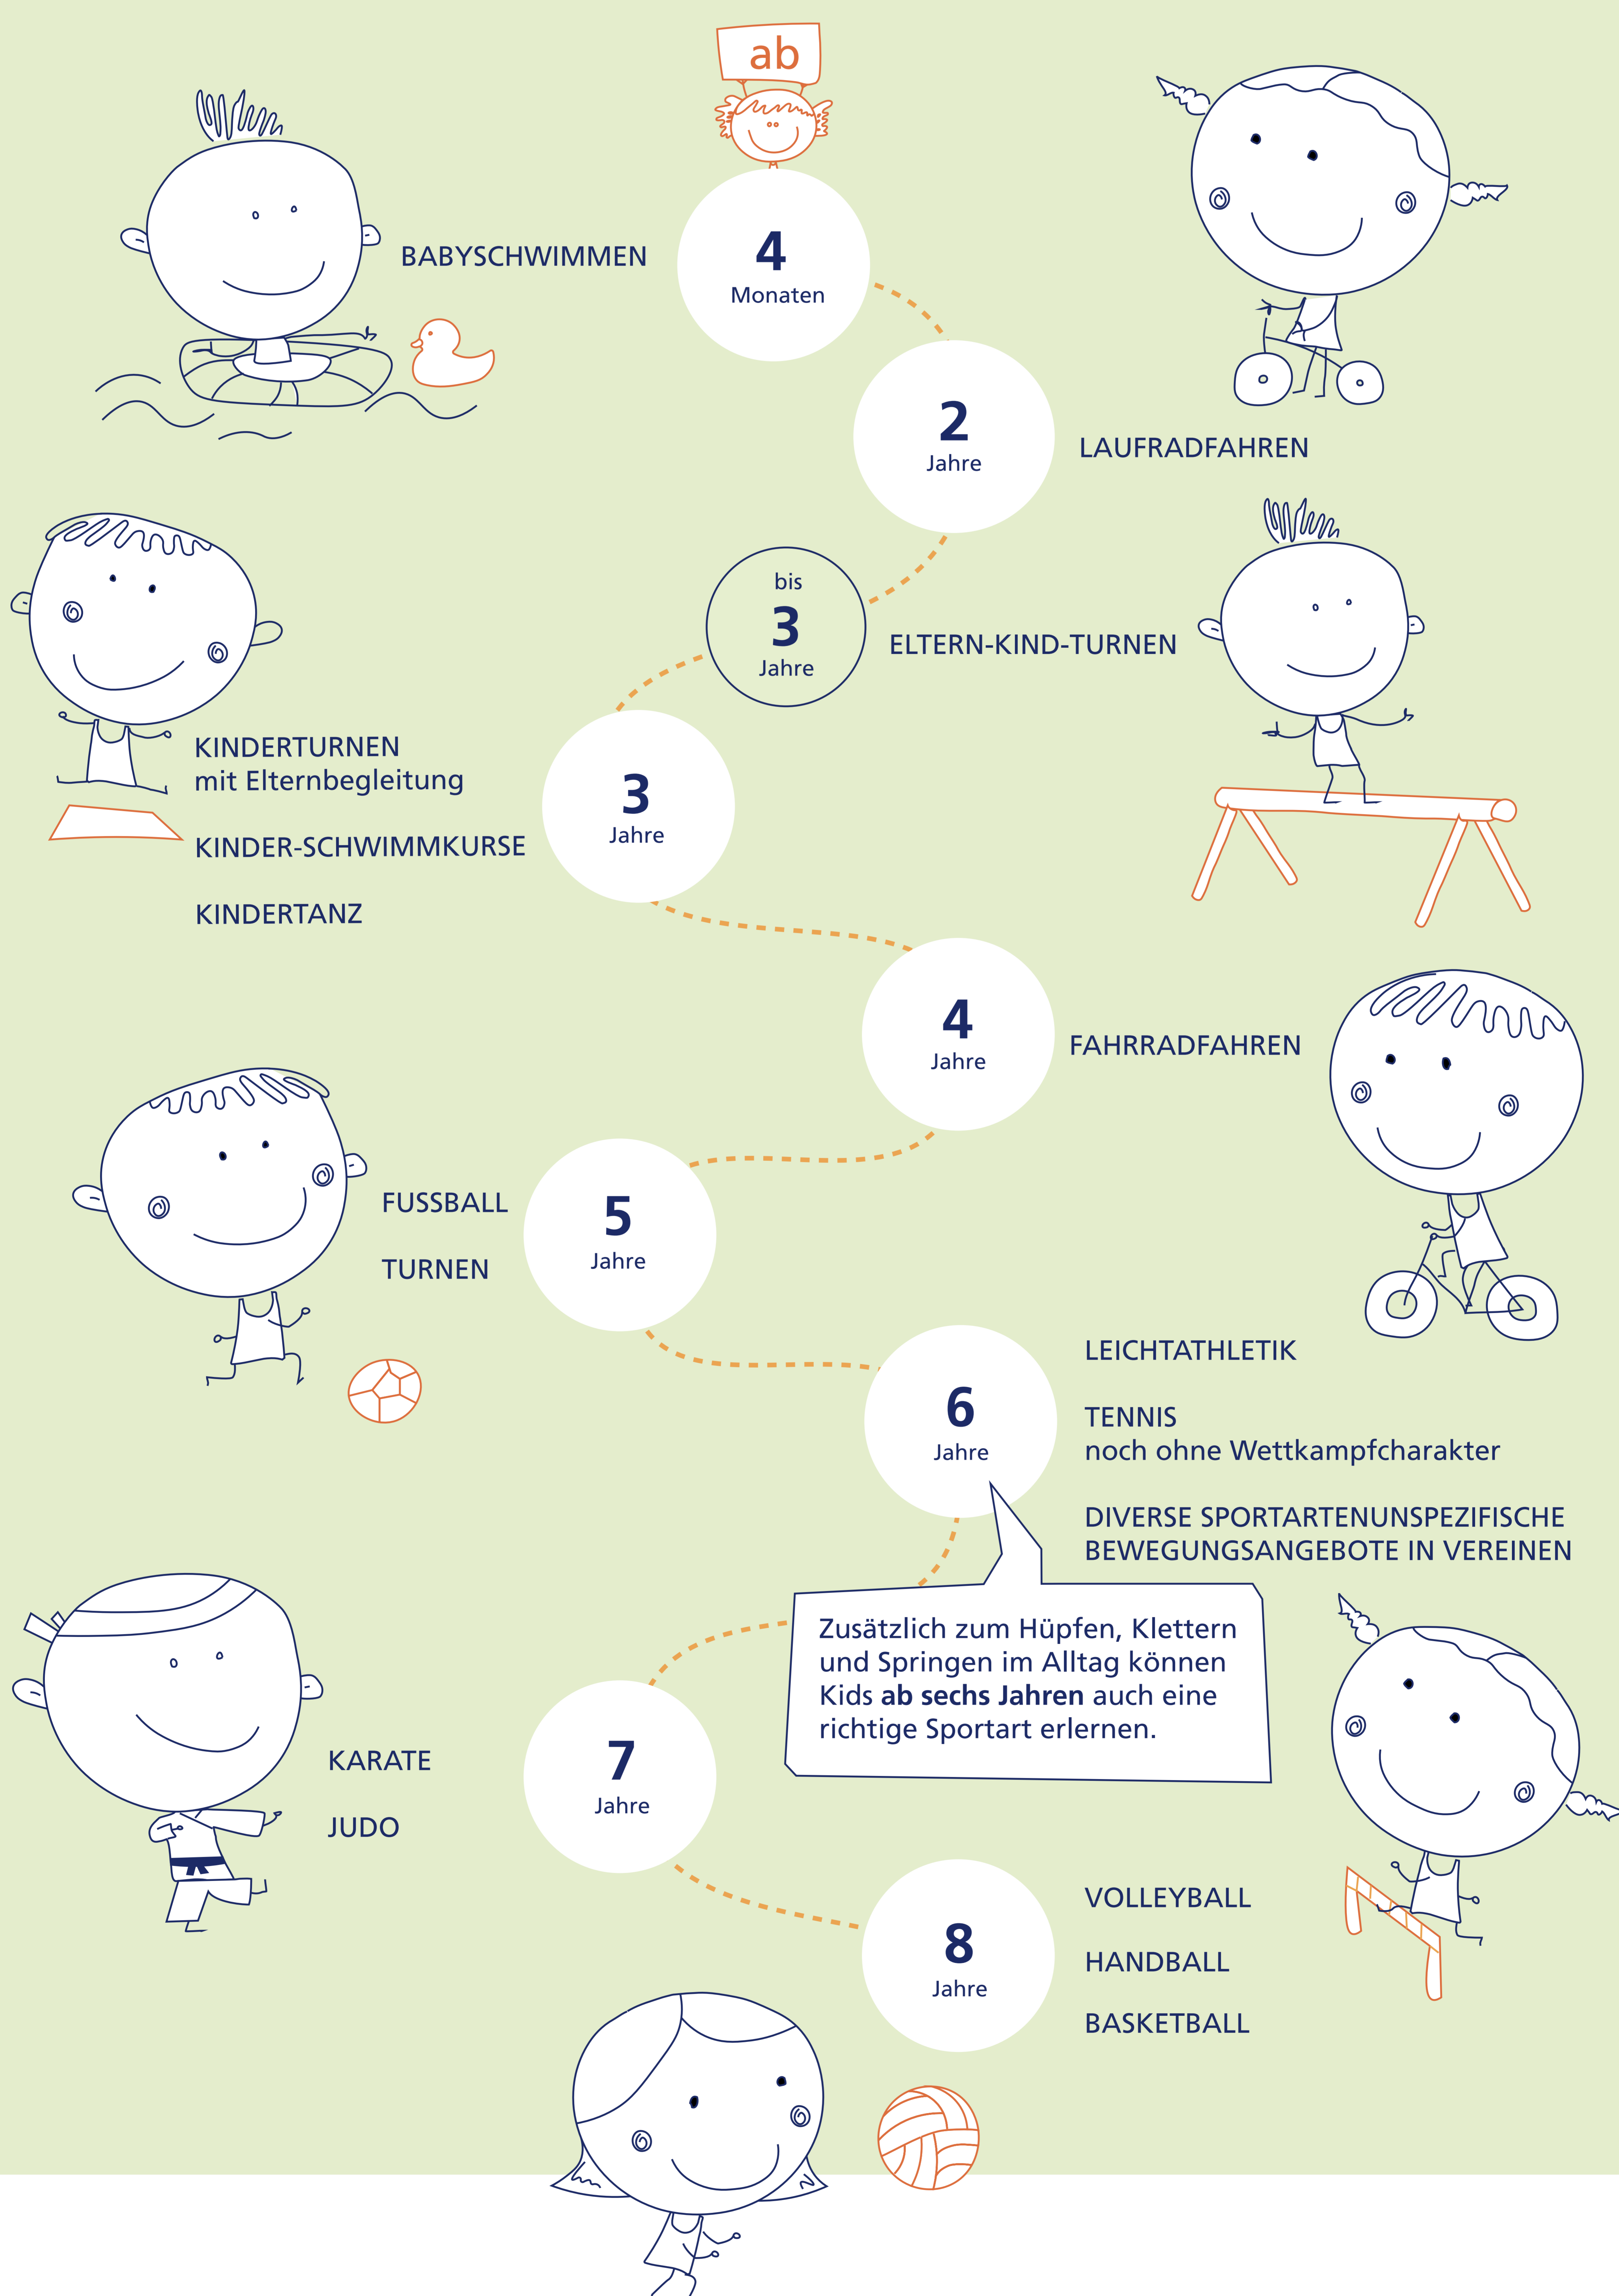 ab
4
Monaten
BABYSCHWIMMEN
2
Jahre
LAUFRADFAHREN
bis
3
Jahre
ELTERN-KIND-TURNEN
3
Jahre
KINDERTURNEN
mit Elternbegleitung
KINDER-SCHWIMMKURSE
KINDERTANZ
4
Jahre
FAHRRADFAHREN
5
Jahre
FUSSBALL
TURNEN
6
Jahre
LEICHTATHLETIK
TENNIS
noch ohne Wettkampfcharakter
DIVERSE SPORTARTENUNSPEZIFISCHE
BEWEGUNGSANGEBOTE IN VEREINEN
Zusätzlich zum Hüpfen, Klettern
und Springen im Alltag können
Kids ab sechs Jahren auch eine
richtige Sportart erlernen.
7
Jahre
KARATE
JUDO
8
Jahre
VOLLEYBALL
HANDBALL
BASKETBALL